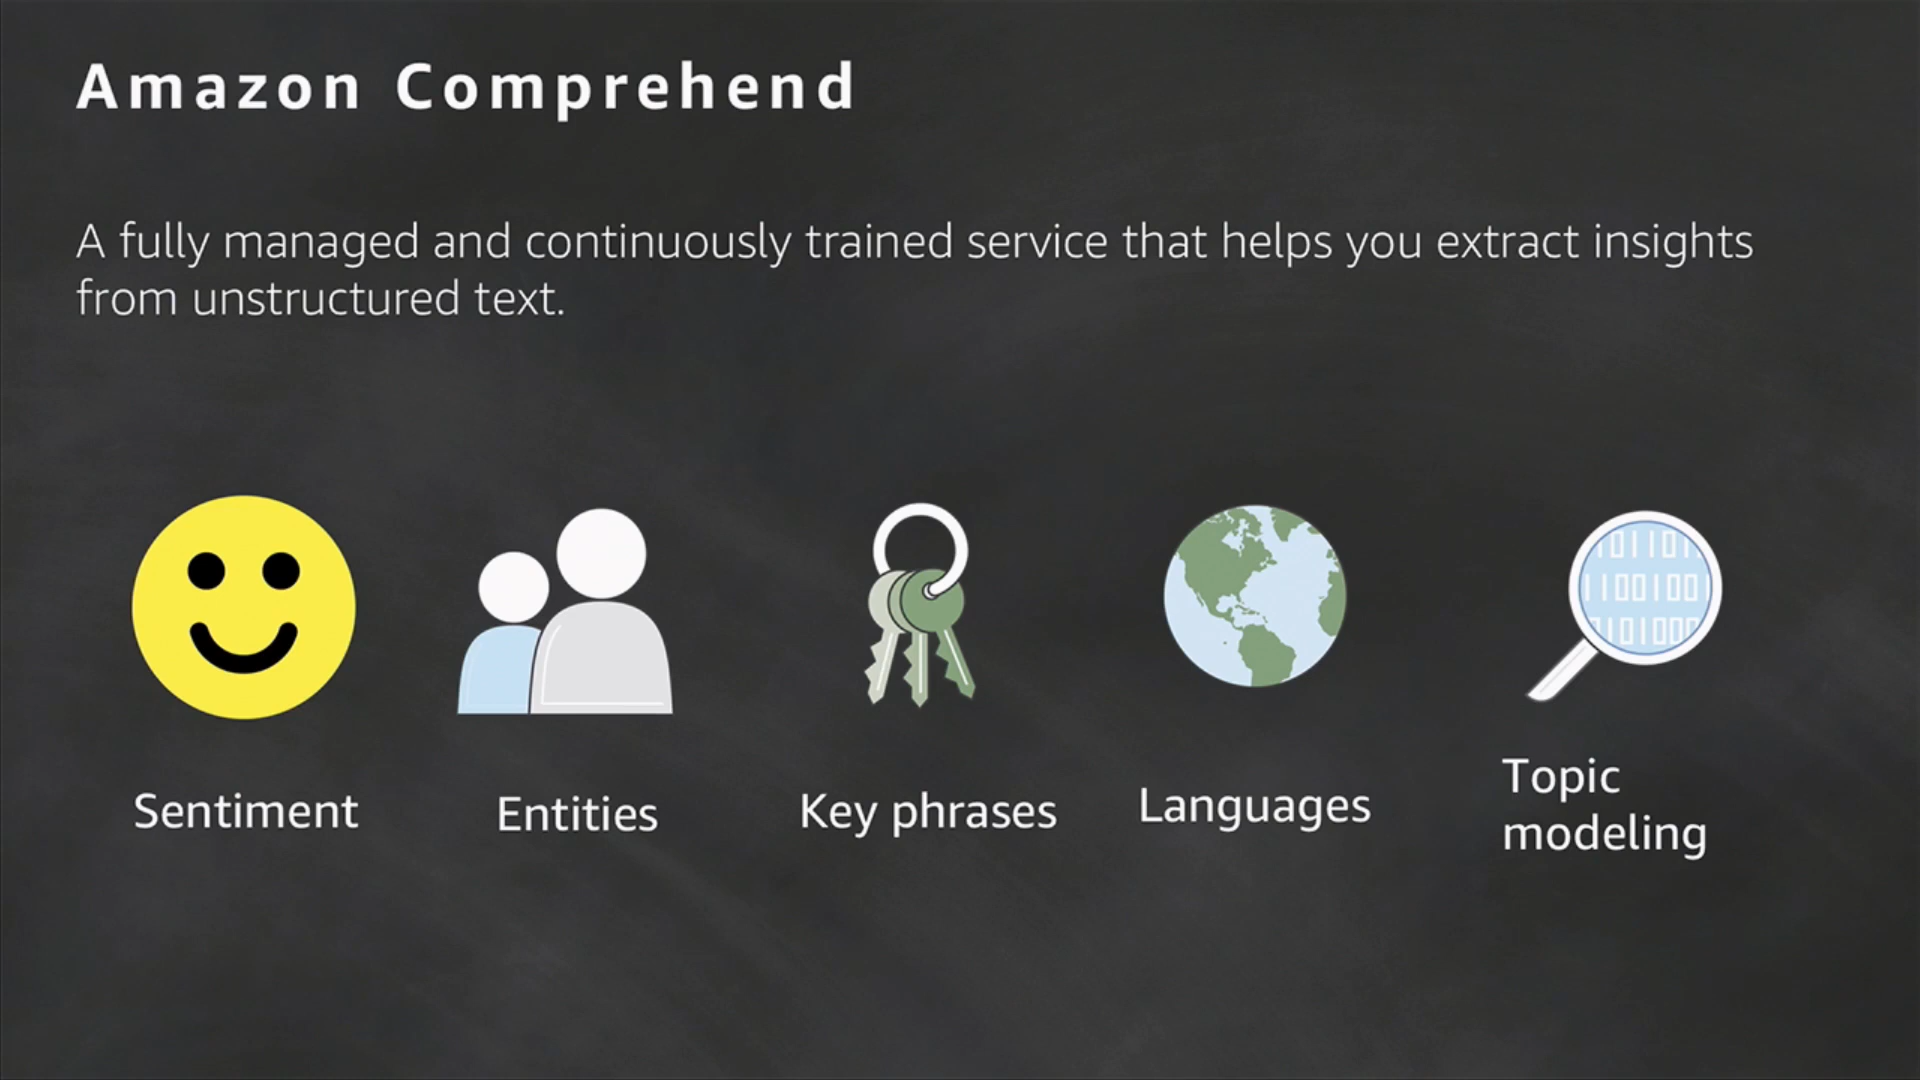 Amazon Comprehend
A fully managed and continuously trained service that helps you extract insights
from unstructured text.
Sentiment
Entities
Key phrases
Languages
Topic
modeling